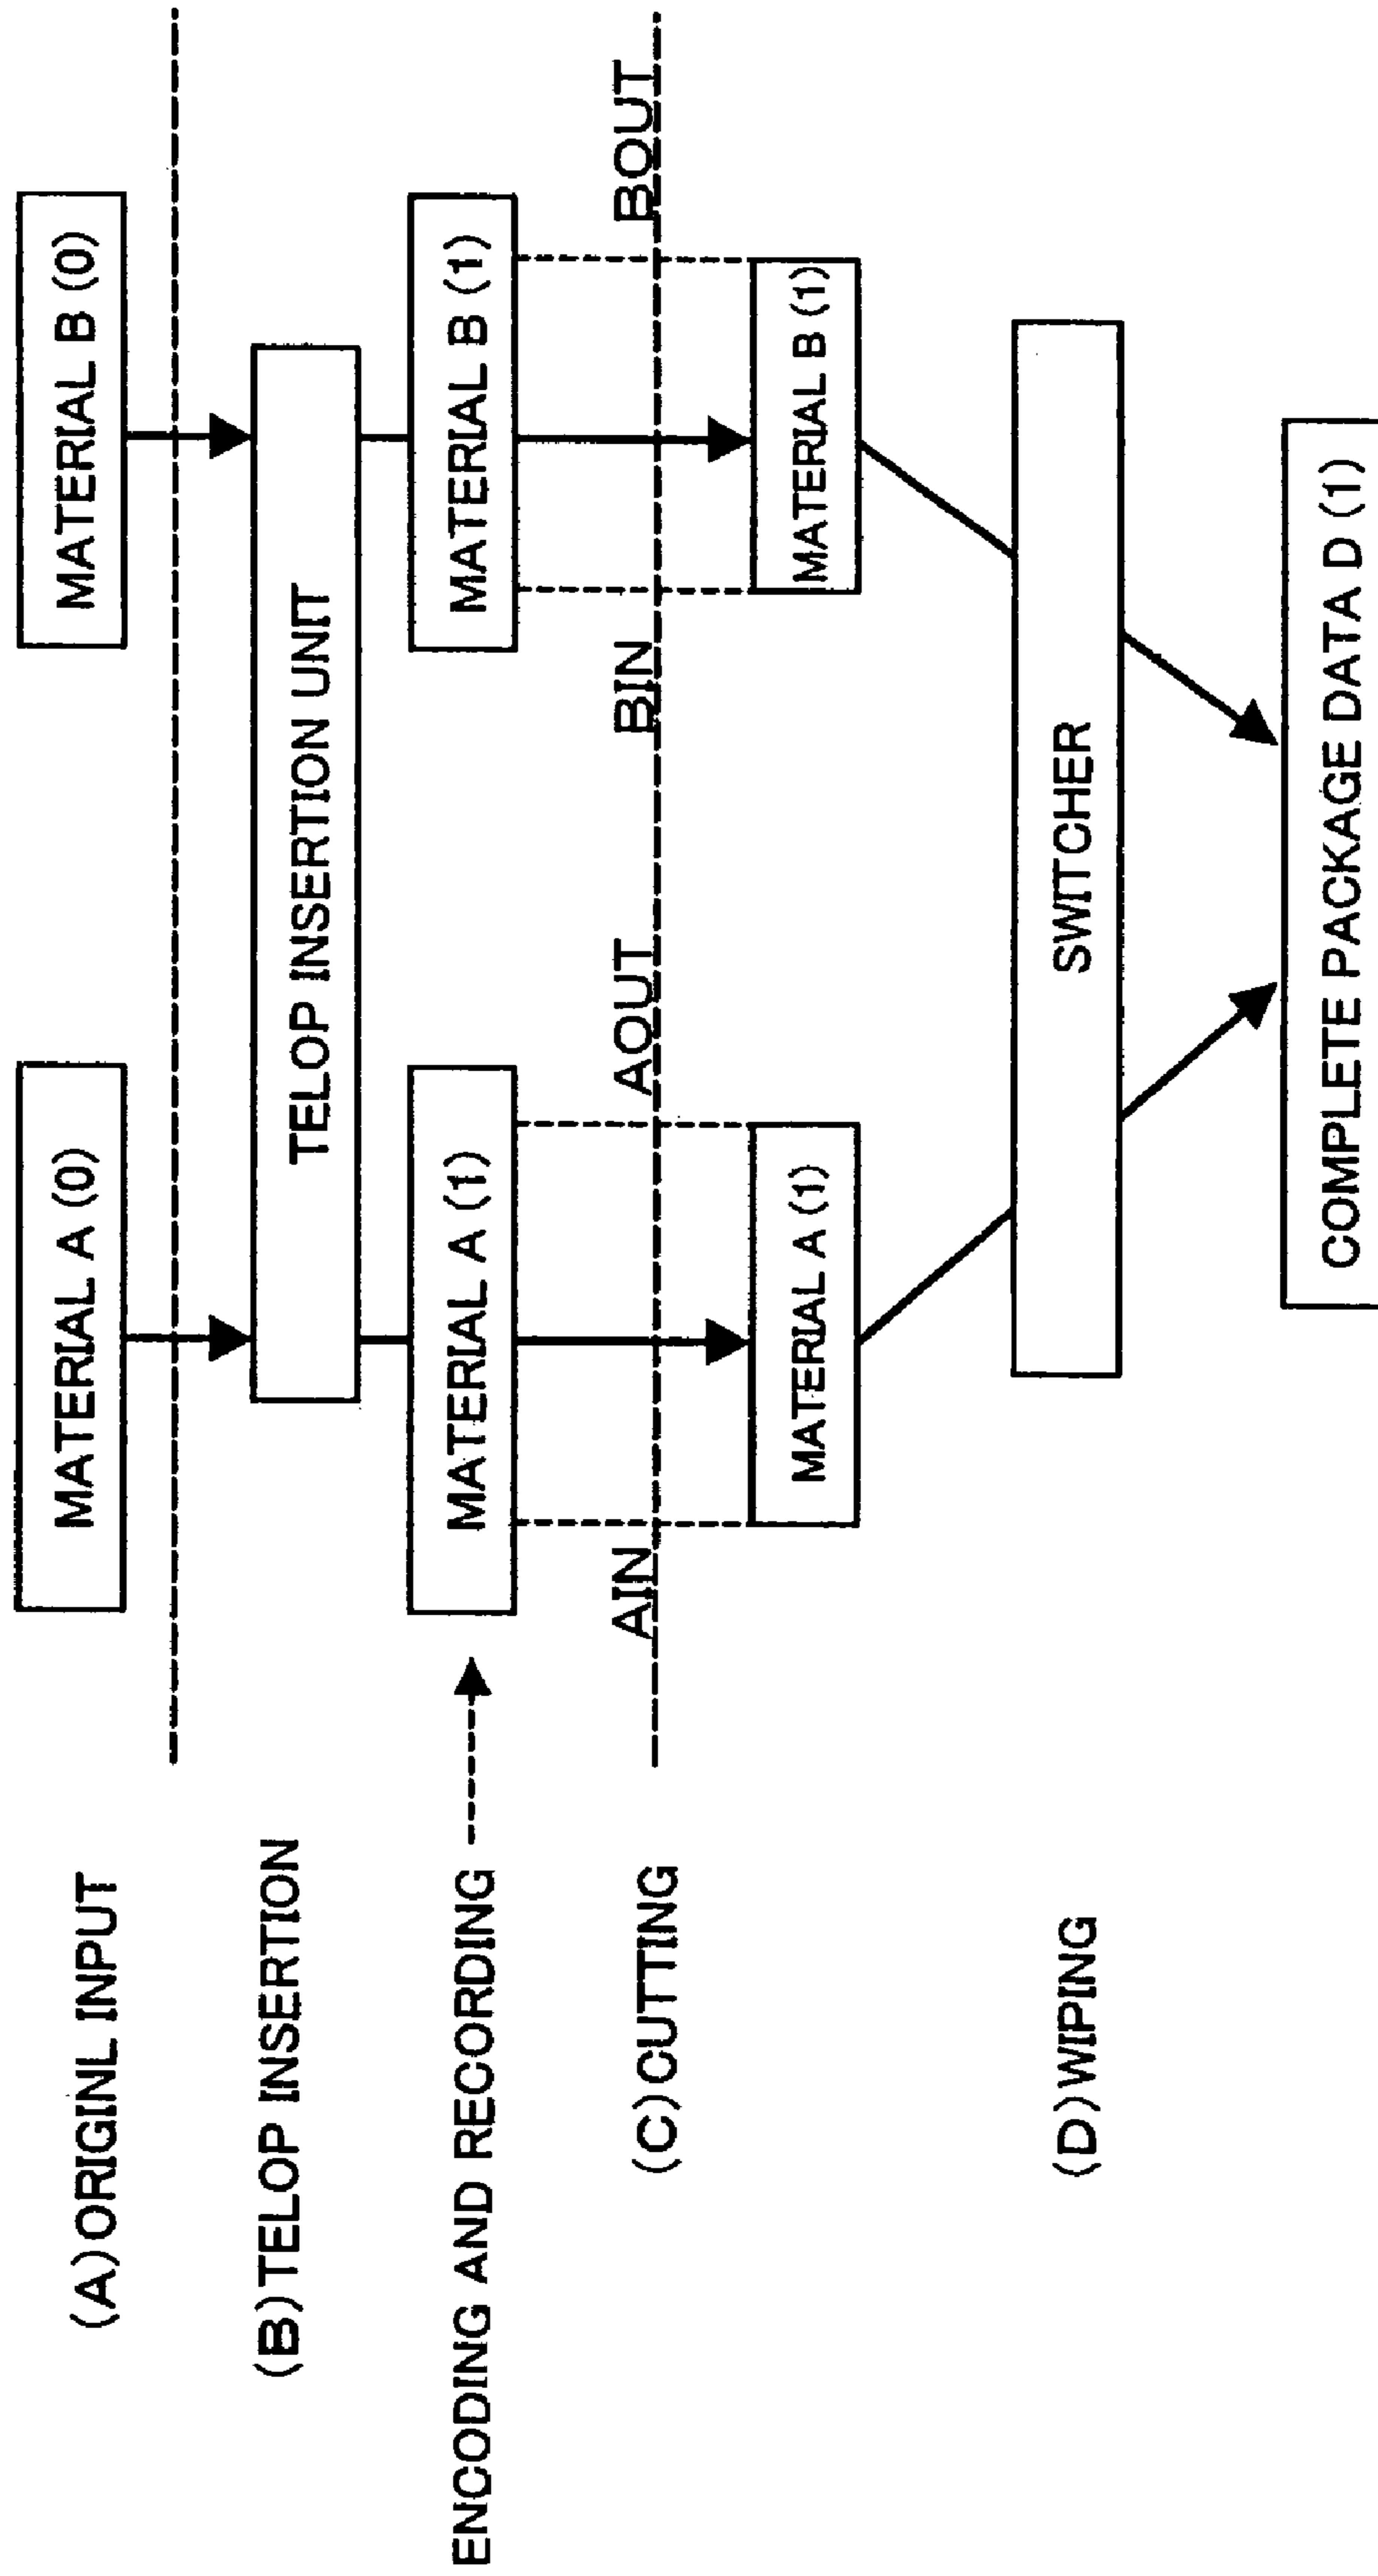 (A)ORIGINL INPUT
MATERIAL A (0)
MATERIAL B (0)
(B)TELOP INSERTION
TELOP INSERTION UNIT
ENCODING AND RECORDING
MATERIAL A (1)
MATERIAL B (1)
(C)CUTTING
AIN
AOUT
BIN
BOUT
MATERIAL A (1)
MATERIAL B (1)
(D)WIPING
SWITCHER
COMPLETE PACKAGE DATA D (1)